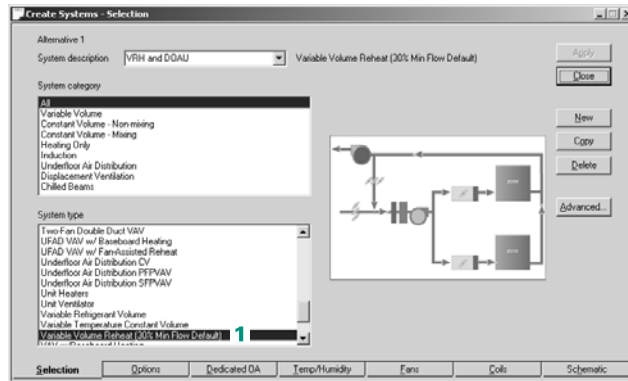 Create Systems - Selection
Alternative 1
System description
VRH and DOAU
Variable Volume Reheat (30% Min Flow Default)
Apply
Close
System category
All
Variable Volume
Constant Volume - Non-mixing
Constant Volume - Mixing
Heating Only
Induction
Underfloor Air Distribution
Displacement Ventilation
Chilled Beams
New
Copy
Delete
Advanced...
System type
Two-Fan Double Duct VAV
UFAD VAV w/ Baseboard Heating
UFAD VAV w/ Fan-Assisted Reheat
Underfloor Air Distribution CV
Underfloor Air Distribution PFPVAV
Underfloor Air Distribution SFPVAV
Unit Heaters
Unit Ventilator
Variable Refrigerant Volume
Variable Temperature Constant Volume
Variable Volume Reheat (30% Min Flow Default) 1
Selection Options Dedicated OA Temp/Humidity Fans Coils Schematic